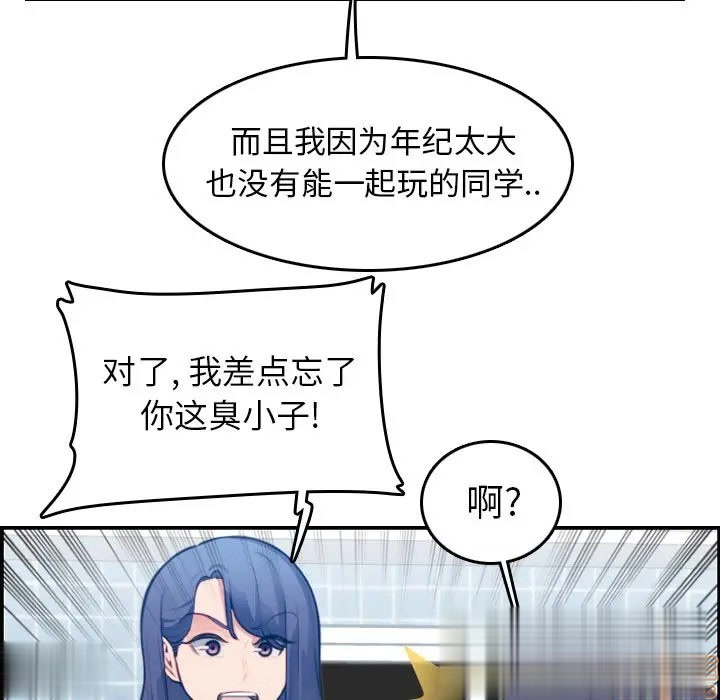 而且我因为年纪太大
也没有能一起玩的同学..
对了, 我差点忘了
你这臭小子!
啊?